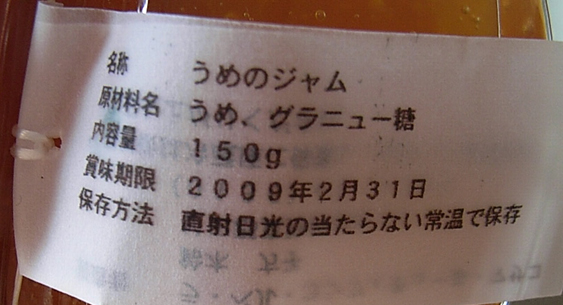 名称 うめのジャム
原材料名 うめ、グラニュー糖
内容量 150g
賞味期限 2009年2月31日
保存方法 直射日光の当たらない常温で保存